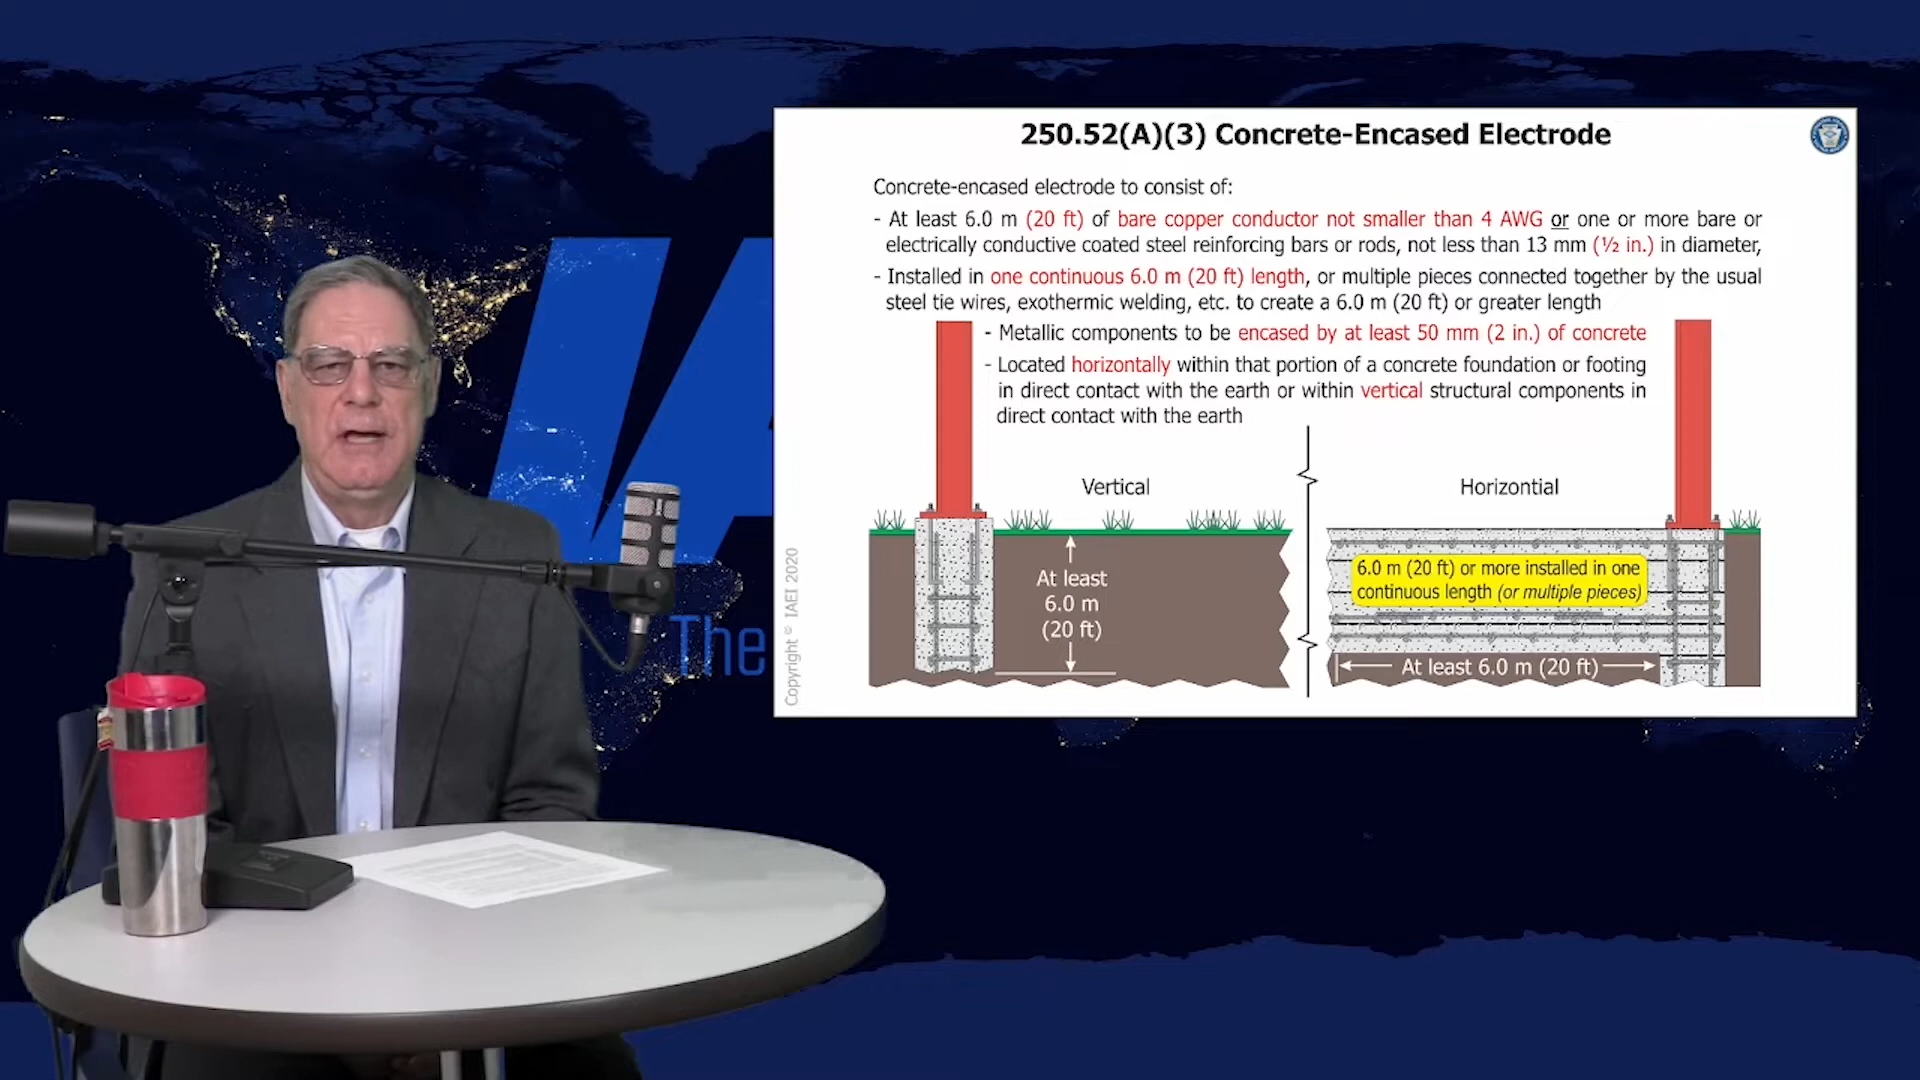 250.52(A)(3) Concrete-Encased Electrode
Concrete-encased electrode to consist of:
- At least 6.0 m (20 ft) of bare copper conductor not smaller than 4 AWG or one or more bare or
electrically conductive coated steel reinforcing bars or rods, not less than 13 mm (½ in.) in diameter,
- Installed in one continuous 6.0 m (20 ft) length, or multiple pieces connected together by the usual
steel tie wires, exothermic welding, etc. to create a 6.0 m (20 ft) or greater length
- Metallic components to be encased by at least 50 mm (2 in.) of concrete
- Located horizontally within that portion of a concrete foundation or footing
in direct contact with the earth or within vertical structural components in
direct contact with the earth
Vertical
Horizontial
At least
6.0 m
(20 ft)
6.0 m (20 ft) or more installed in one
continuous length (or multiple pieces)
At least 6.0 m (20 ft)
Copyright © IAEI 2020
The